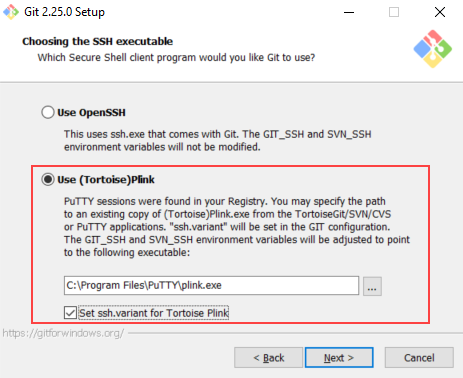 Git 2.25.0 Setup
Choosing the SSH executable
Which Secure Shell client program would you like Git to use?
Use OpenSSH
This uses ssh.exe that comes with Git. The GIT_SSH and SVN_SSH
environment variables will not be modified.
Use (Tortoise)Plink
PuTTY sessions were found in your Registry. You may specify the path
to an existing copy of (Tortoise)Plink.exe from the TortoiseGit/SVN/CVS
or PuTTY applications. "ssh.variant" will be set in the GIT configuration.
The GIT_SSH and SVN_SSH environment variables will be adjusted to point
to the following executable:
C:\Program Files\PuTTY\plink.exe
...
Set ssh.variant for Tortoise Plink
https://gitforwindows.org/
< Back
Next >
Cancel